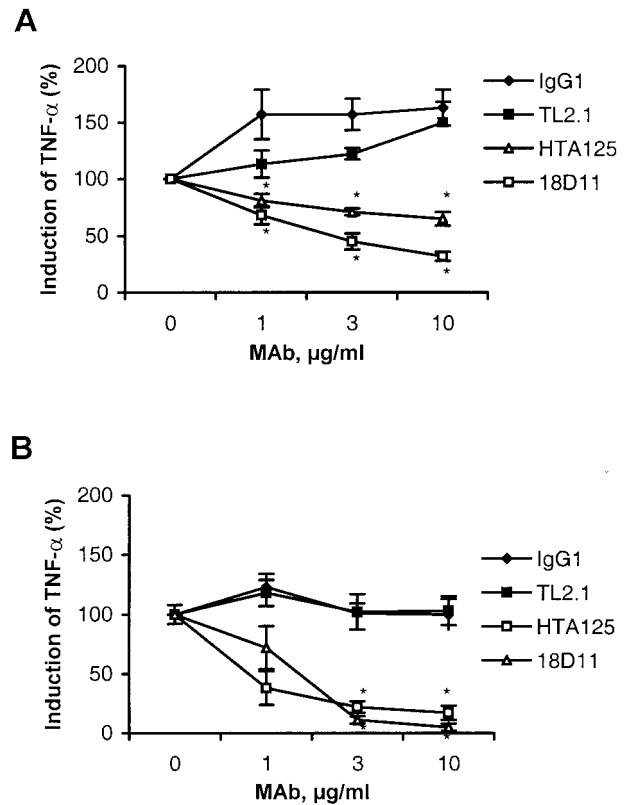 A
Induction of TNF-α (%)
200
150
100
50
0
0 1 3 10
MAb, µg/ml
IgG1
TL2.1
HTA125
18D11
* * *
* * *
B
Induction of TNF-α (%)
200
150
100
50
0
0 1 3 10
MAb, µg/ml
IgG1
TL2.1
HTA125
18D11
* *
* *